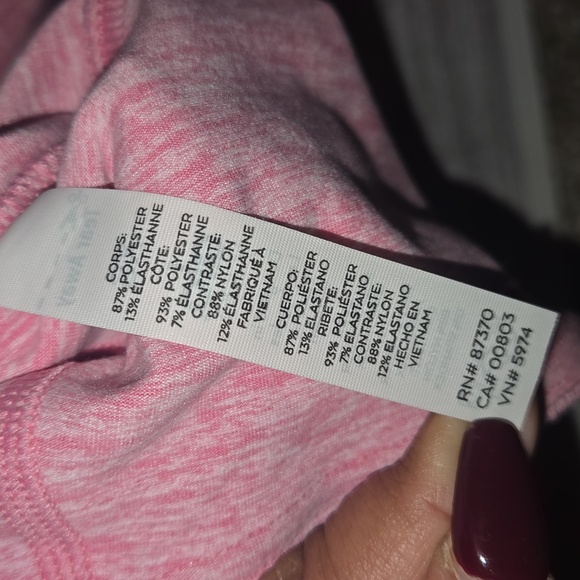 CORPS:
87% POLYESTER
13% ÉLASTHANNE
CÔTE:
93% POLYESTER
7% ÉLASTHANNE
CONTRASTE:
88% NYLON
12% ÉLASTHANNE
FABRIQUÉ À
VIETNAM
CUERPO:
87% POLIÉSTER
13% ELASTANO
RIBETE:
93% POLIÉSTER
7% ELASTANO
CONTRASTE:
88% NYLON
12% ELASTANO
HECHO EN
VIETNAM
RN# 87370
CA# 00803
VN# 5974
Tear Away